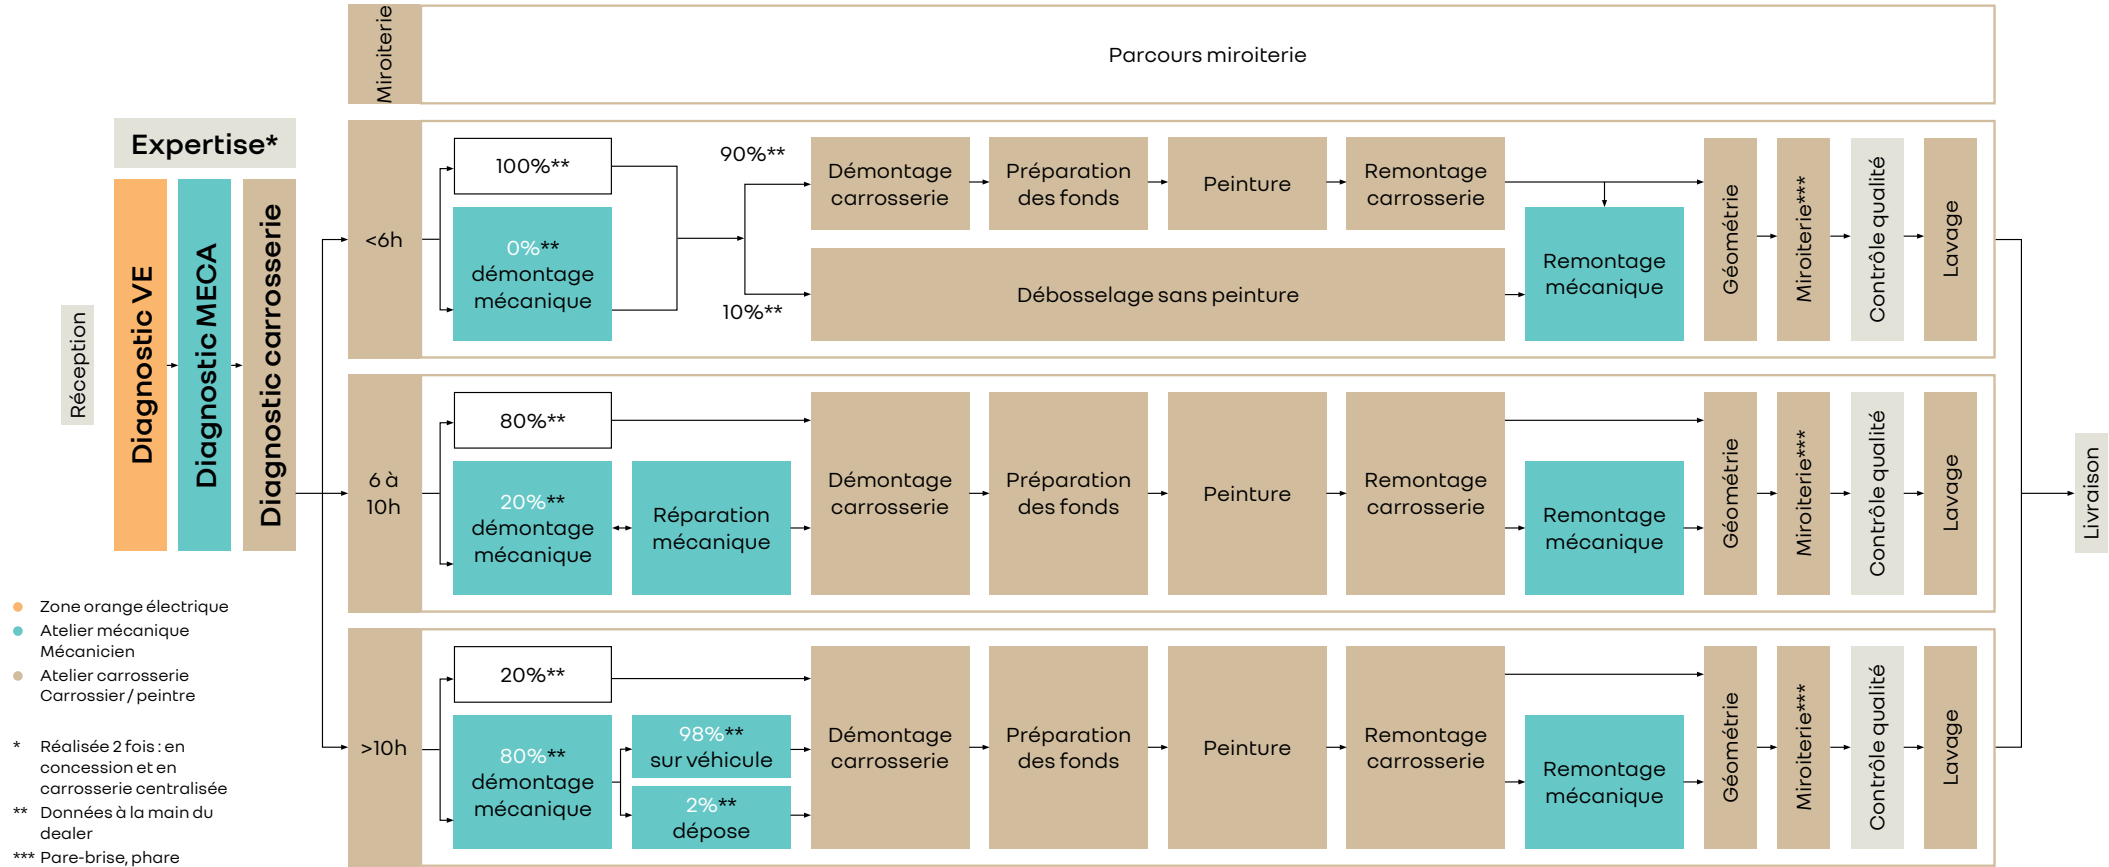 Miroiterie
Parcours miroiterie
Expertise*
Réception
Diagnostic VE
Diagnostic MECA
Diagnostic carrosserie
<6h
100%**
0%**
démontage
mécanique
90%**
10%**
Démontage
carrosserie
Préparation
des fonds
Peinture
Remontage
carrosserie
Débosselage sans peinture
Remontage
mécanique
Géométrie
Miroiterie***
Contrôle qualité
Lavage
6 à
10h
80%**
20%**
démontage
mécanique
Réparation
mécanique
Démontage
carrosserie
Préparation
des fonds
Peinture
Remontage
carrosserie
Remontage
mécanique
Géométrie
Miroiterie***
Contrôle qualité
Lavage
>10h
20%**
80%**
démontage
mécanique
98%**
sur véhicule
2%**
dépose
Démontage
carrosserie
Préparation
des fonds
Peinture
Remontage
carrosserie
Remontage
mécanique
Géométrie
Miroiterie***
Contrôle qualité
Lavage
Livraison
Zone orange électrique
Atelier mécanique
Mécanicien
Atelier carrosserie
Carrossier / peintre
* Réalisée 2 fois : en
concession et en
carrosserie centralisée
** Données à la main du
dealer
*** Pare-brise, phare